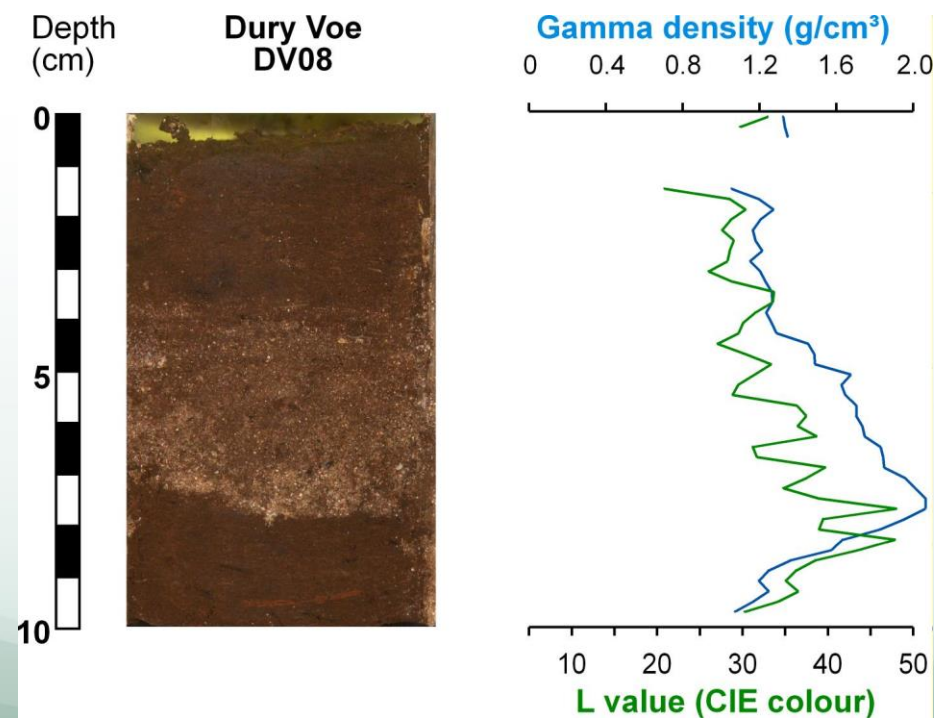 Depth
(cm)
Dury Voe
DV08
Gamma density (g/cm³)
0 0.4 0.8 1.2 1.6 2.0
0
5
10
10 20 30 40 50
L value (CIE colour)